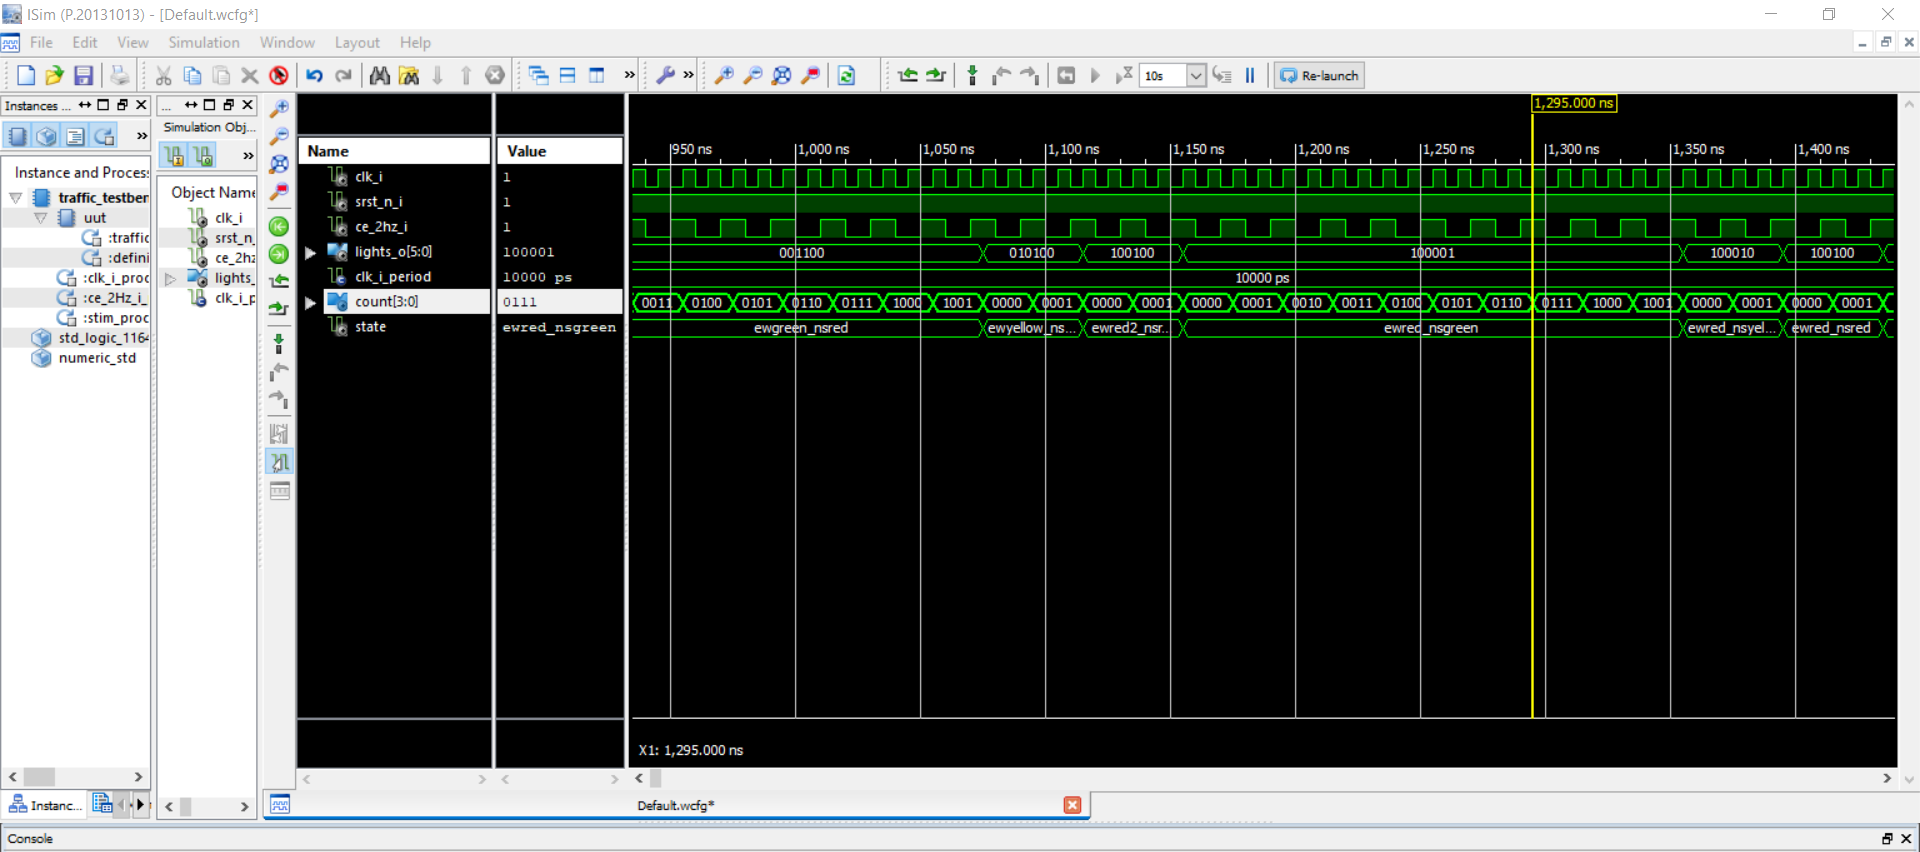 ISim (P.20131013) - [Default.wcfg*]
File Edit View Simulation Window Layout Help
10s Re-launch
Instances ...
...
Simulation Obj...
Instance and Process
traffic_testben
uut
:traffic
:defini
:clk_i_proc
:ce_2Hz_i_
:stim_proc
std_logic_1164
numeric_std
Object Name
clk_i
srst_n_
ce_2hz
lights_
clk_i_p
1,295.000 ns
Name Value
950 ns 1,000 ns 1,050 ns 1,100 ns 1,150 ns 1,200 ns 1,250 ns 1,300 ns 1,350 ns 1,400 ns
clk_i 1
srst_n_i 1
ce_2hz_i 1
lights_o[5:0] 100001 001100 010100 100100 100001 100010 100100
clk_i_period 10000 ps 10000 ps
count[3:0] 0111 0011 0100 0101 0110 0111 1000 1001 0000 0001 0000 0001 0000 0001 0010 0011 0100 0101 0110 0111 1000 1001 0000 0001 0000 0001
state ewred_nsgreen ewgreen_nsred ewyellow_ns... ewred2_nsr.. ewred_nsgreen ewred_nsyel... ewred_nsred
X1: 1,295.000 ns
Instanc...
Default.wcfg*
Console